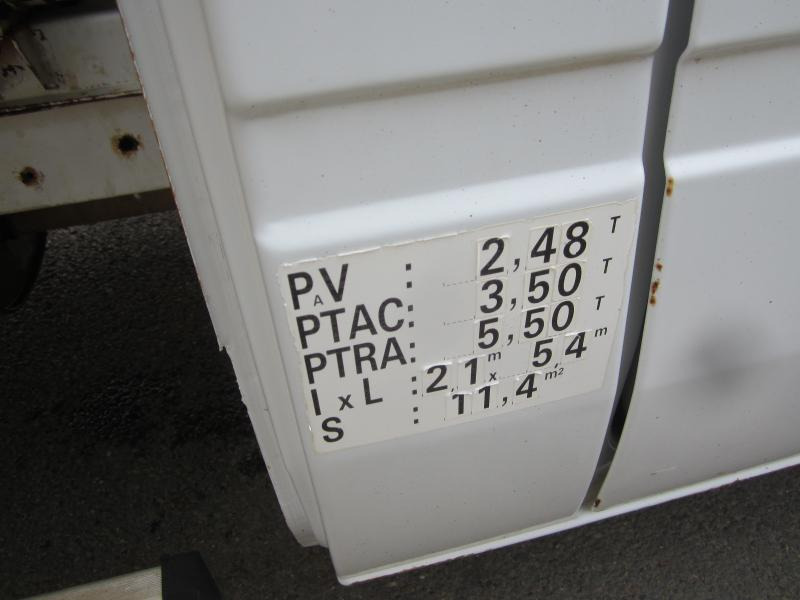 PAV : 2,48 T
PTAC: 3,50 T
PTRA: 5,50 T
l x L : 2,1 m x 5,4 m
S : 11,4 m²